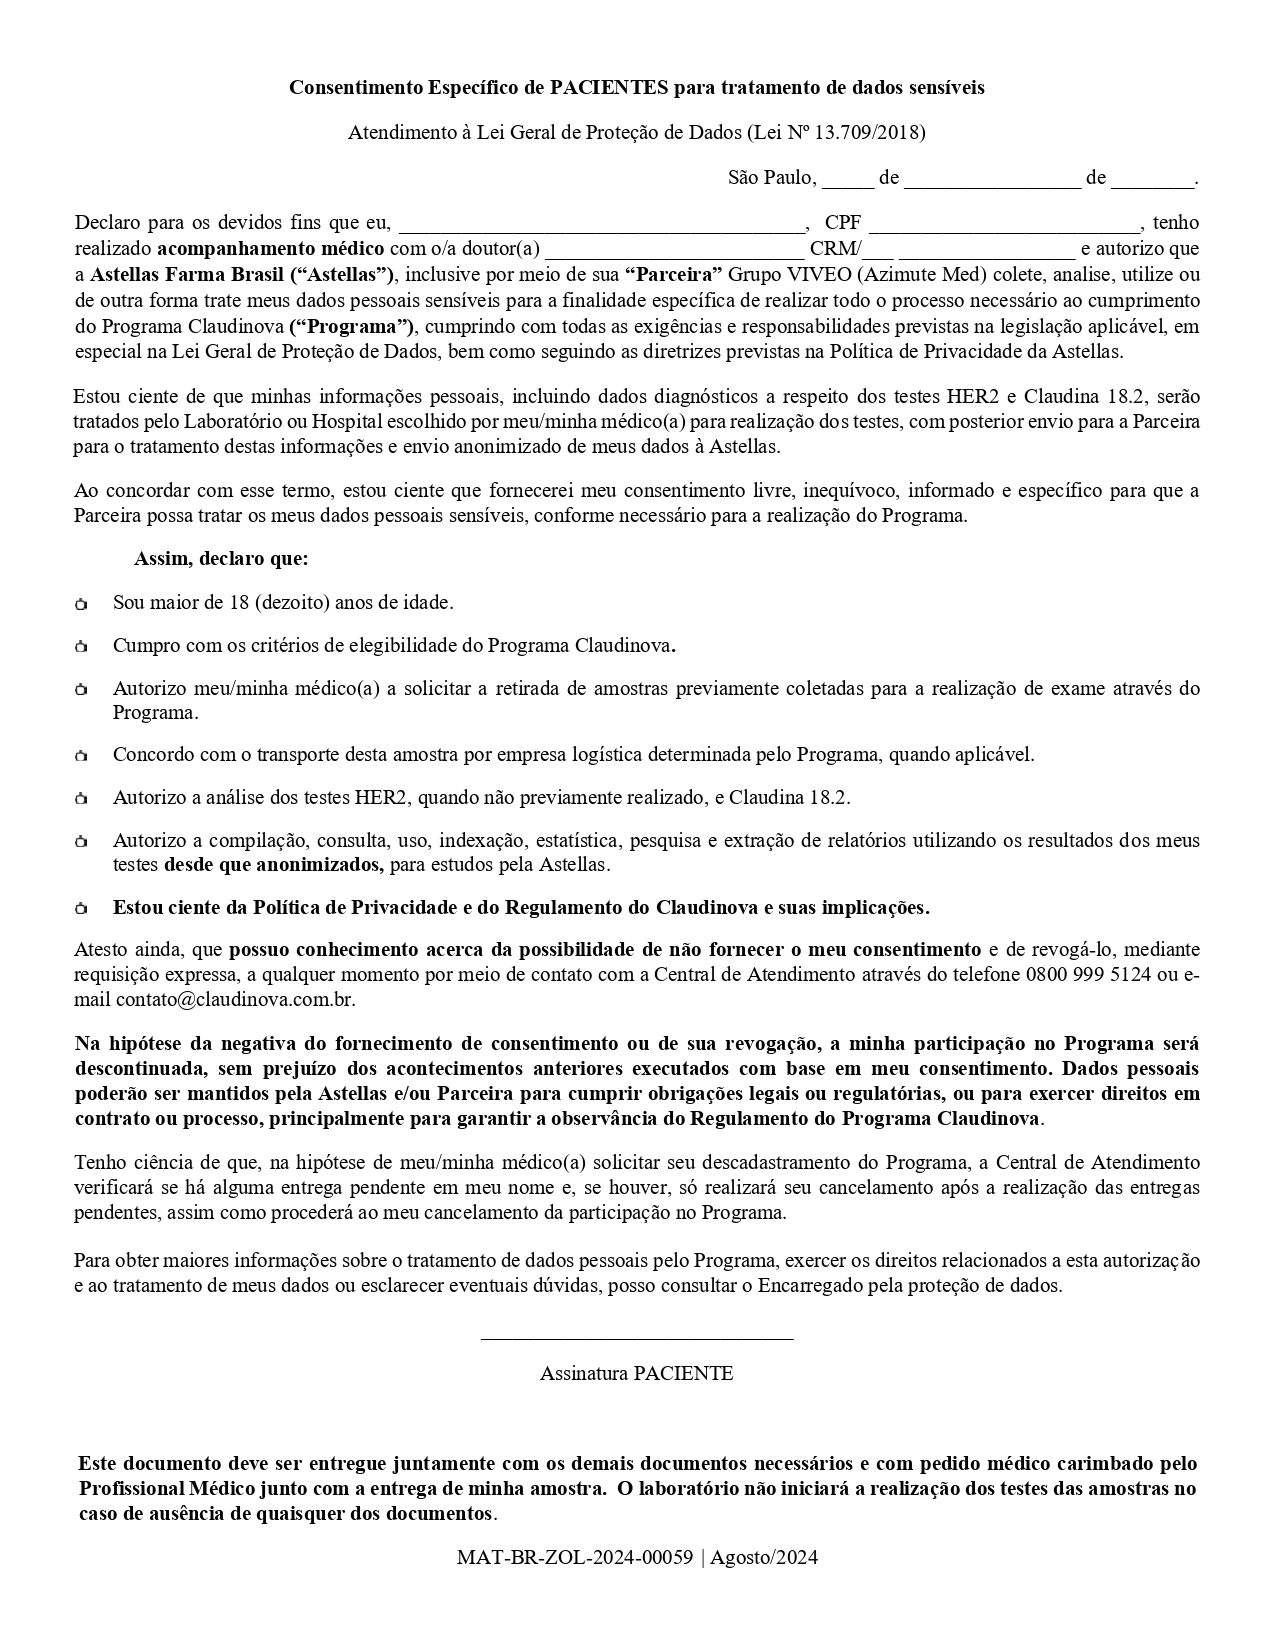 Consentimento Específico de PACIENTES para tratamento de dados sensíveis
Atendimento à Lei Geral de Proteção de Dados (Lei Nº 13.709/2018)
São Paulo, _____ de _________________ de ________.
Declaro para os devidos fins que eu, _______________________________________, CPF __________________________, tenho
realizado acompanhamento médico com o/a doutor(a) _________________________ CRM/___ _________________ e autorizo que
a Astellas Farma Brasil (“Astellas”), inclusive por meio de sua “Parceira” Grupo VIVEO (Azimute Med) colete, analise, utilize ou
de outra forma trate meus dados pessoais sensíveis para a finalidade específica de realizar todo o processo necessário ao cumprimento
do Programa Claudinova (“Programa”), cumprindo com todas as exigências e responsabilidades previstas na legislação aplicável, em
especial na Lei Geral de Proteção de Dados, bem como seguindo as diretrizes previstas na Política de Privacidade da Astellas.
Estou ciente de que minhas informações pessoais, incluindo dados diagnósticos a respeito dos testes HER2 e Claudina 18.2, serão
tratados pelo Laboratório ou Hospital escolhido por meu/minha médico(a) para realização dos testes, com posterior envio para a Parceira
para o tratamento destas informações e envio anonimizado de meus dados à Astellas.
Ao concordar com esse termo, estou ciente que fornecerei meu consentimento livre, inequívoco, informado e específico para que a
Parceira possa tratar os meus dados pessoais sensíveis, conforme necessário para a realização do Programa.
Assim, declaro que:
Sou maior de 18 (dezoito) anos de idade.
Cumpro com os critérios de elegibilidade do Programa Claudinova.
Autorizo meu/minha médico(a) a solicitar a retirada de amostras previamente coletadas para a realização de exame através do
Programa.
Concordo com o transporte desta amostra por empresa logística determinada pelo Programa, quando aplicável.
Autorizo a análise dos testes HER2, quando não previamente realizado, e Claudina 18.2.
Autorizo a compilação, consulta, uso, indexação, estatística, pesquisa e extração de relatórios utilizando os resultados dos meus
testes desde que anonimizados, para estudos pela Astellas.
Estou ciente da Política de Privacidade e do Regulamento do Claudinova e suas implicações.
Atesto ainda, que possuo conhecimento acerca da possibilidade de não fornecer o meu consentimento e de revogá-lo, mediante
requisição expressa, a qualquer momento por meio de contato com a Central de Atendimento através do telefone 0800 999 5124 ou e-
mail contato@claudinova.com.br.
Na hipótese da negativa do fornecimento de consentimento ou de sua revogação, a minha participação no Programa será
descontinuada, sem prejuízo dos acontecimentos anteriores executados com base em meu consentimento. Dados pessoais
poderão ser mantidos pela Astellas e/ou Parceira para cumprir obrigações legais ou regulatórias, ou para exercer direitos em
contrato ou processo, principalmente para garantir a observância do Regulamento do Programa Claudinova.
Tenho ciência de que, na hipótese de meu/minha médico(a) solicitar seu descadastramento do Programa, a Central de Atendimento
verificará se há alguma entrega pendente em meu nome e, se houver, só realizará seu cancelamento após a realização das entregas
pendentes, assim como procederá ao meu cancelamento da participação no Programa.
Para obter maiores informações sobre o tratamento de dados pessoais pelo Programa, exercer os direitos relacionados a esta autorização
e ao tratamento de meus dados ou esclarecer eventuais dúvidas, posso consultar o Encarregado pela proteção de dados.
______________________________
Assinatura PACIENTE
Este documento deve ser entregue juntamente com os demais documentos necessários e com pedido médico carimbado pelo
Profissional Médico junto com a entrega de minha amostra. O laboratório não iniciará a realização dos testes das amostras no
caso de ausência de quaisquer dos documentos.
MAT-BR-ZOL-2024-00059 | Agosto/2024